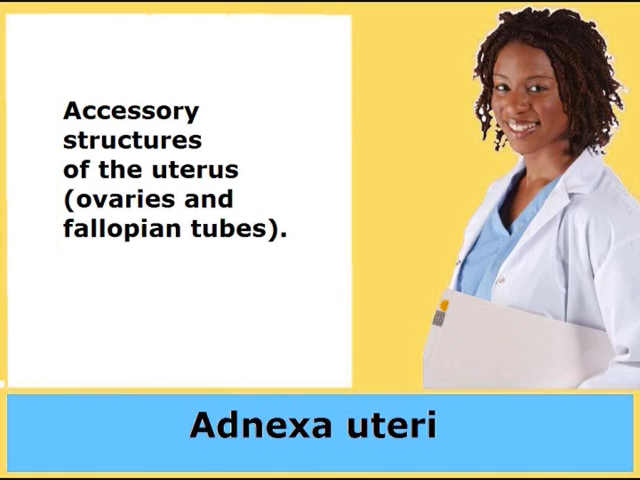 Accessory
structures
of the uterus
(ovaries and
fallopian tubes).
Adnexa uteri